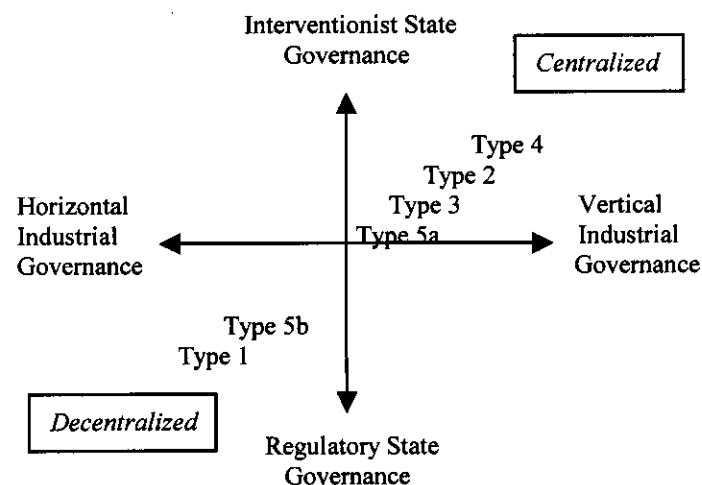 Interventionist State
Governance
Centralized
Type 4
Type 2
Type 3
Type 5a
Horizontal
Industrial
Governance
Vertical
Industrial
Governance
Type 5b
Type 1
Decentralized
Regulatory State
Governance